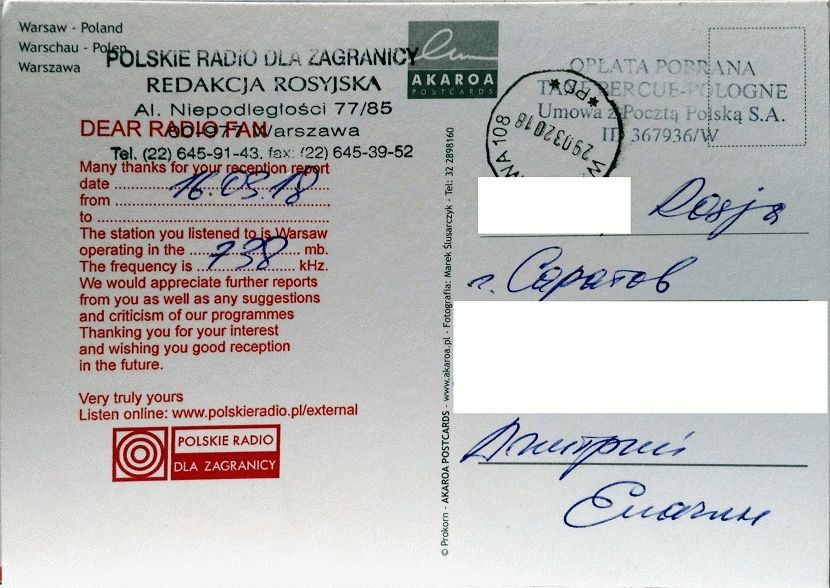 Warsaw - Poland
Warschau - Polen
Warszawa
POLSKIE RADIO DLA ZAGRANICY
REDAKCJA ROSYJSKA
Al. Niepodległości 77/85
00-977 Warszawa
Tel. (22) 645-91-43. fax: (22) 645-39-52
DEAR RADIO FAN
Many thanks for your reception report
date 16.03.18
from
to
The station you listened to is Warsaw
operating in the mb.
The frequency is 738 kHz.
We would appreciate further reports
from you as well as any suggestions
and criticism of our programmes
Thanking you for your interest
and wishing you good reception
in the future.
Very truly yours
Listen online: www.polskieradio.pl/external
POLSKIE RADIO
DLA ZAGRANICY
AKAROA
POSTCARDS
© Prokorn - AKAROA POSTCARDS - www.akaroa.pl - Fotografia: Marek Ślusarczyk - Tel: 32 2898160
OPŁATA POBRANA
TAXE PERCUE-POLOGNE
Umowa z Pocztą Polską S.A.
ID 367936/W
WA 108
29032018
Rosja
г. Саратов
Дмитрий